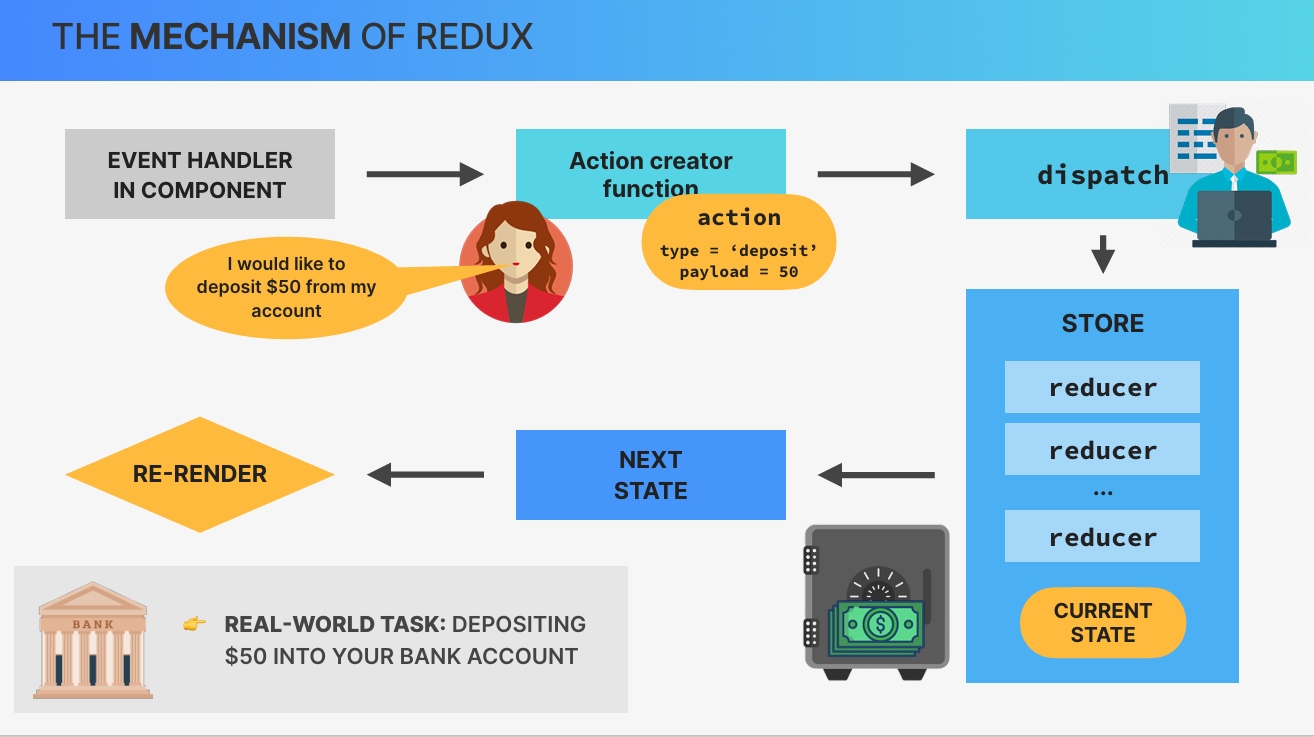 THE MECHANISM OF REDUX
EVENT HANDLER
IN COMPONENT
Action creator
function
dispatch
action
type = ‘deposit’
payload = 50
I would like to
deposit $50 from my
account
STORE
reducer
reducer
...
reducer
CURRENT
STATE
NEXT
STATE
RE-RENDER
$
BANK
👉 REAL-WORLD TASK: DEPOSITING
$50 INTO YOUR BANK ACCOUNT